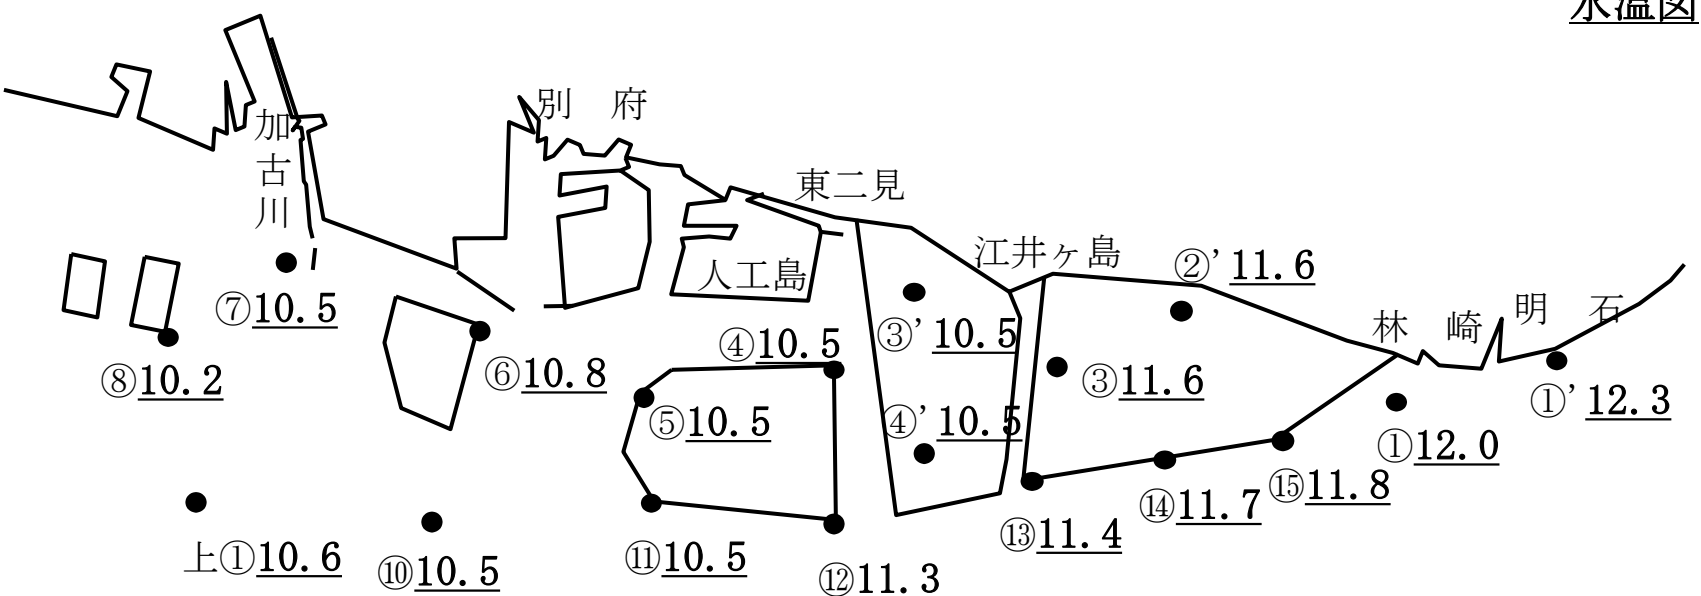 水温図
別 府
加古川
東二見
江井ヶ島
人工島
②' 11.6
林 崎 明 石
⑦10.5
③' 10.5
④10.5
⑧10.2
⑥10.8
③11.6
①' 12.3
⑤10.5
④' 10.5
①12.0
⑮11.8
⑭11.7
⑬11.4
上①10.6
⑩10.5
⑪10.5
⑫11.3